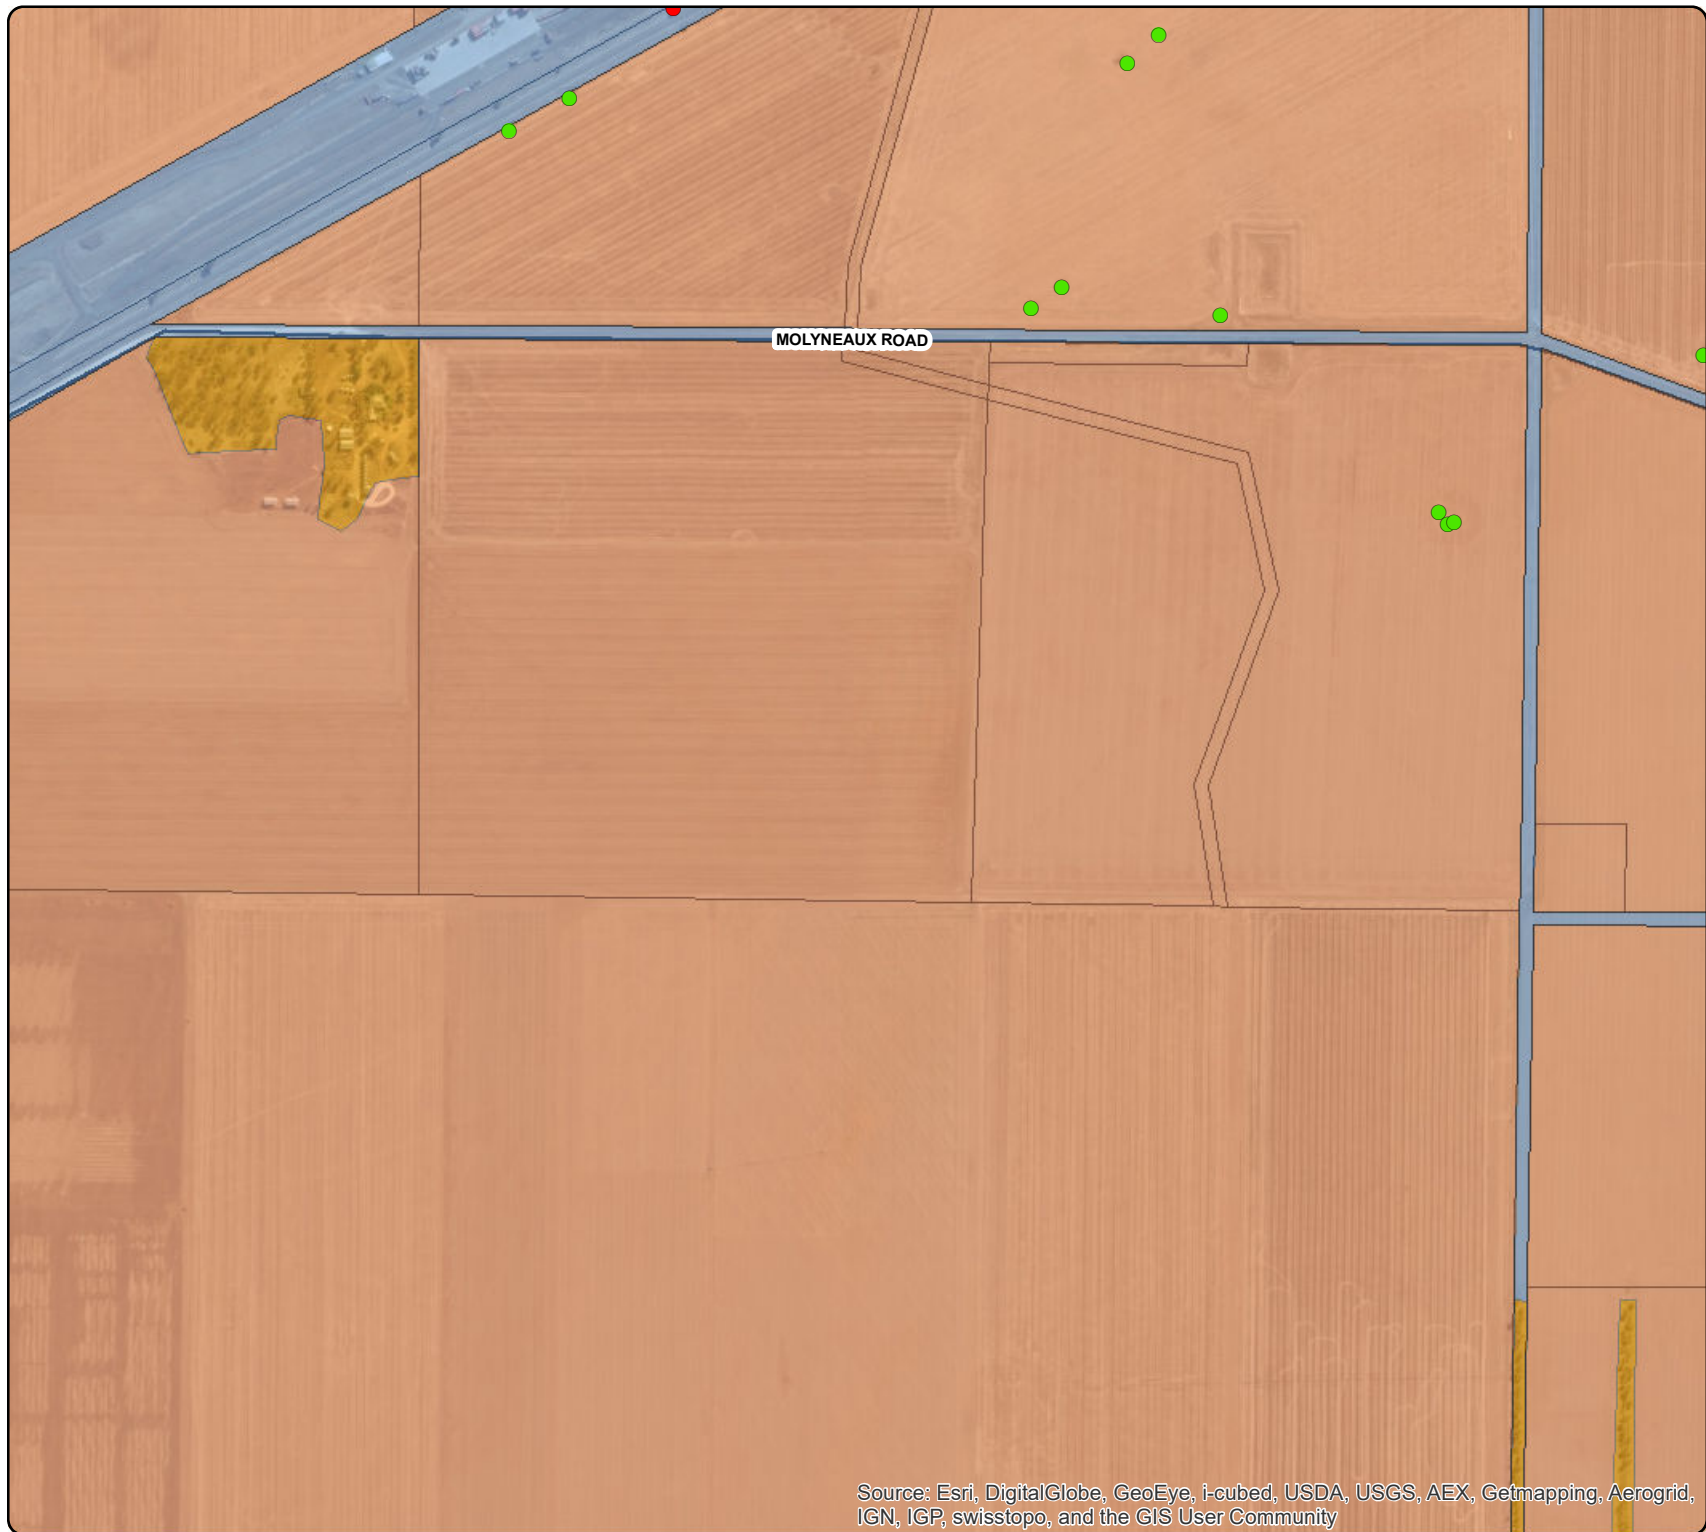 MOLYNEAUX ROAD
Source: Esri, DigitalGlobe, GeoEye, i-cubed, USDA, USGS, AEX, Getmapping, Aerogrid,
IGN, IGP, swisstopo, and the GIS User Community